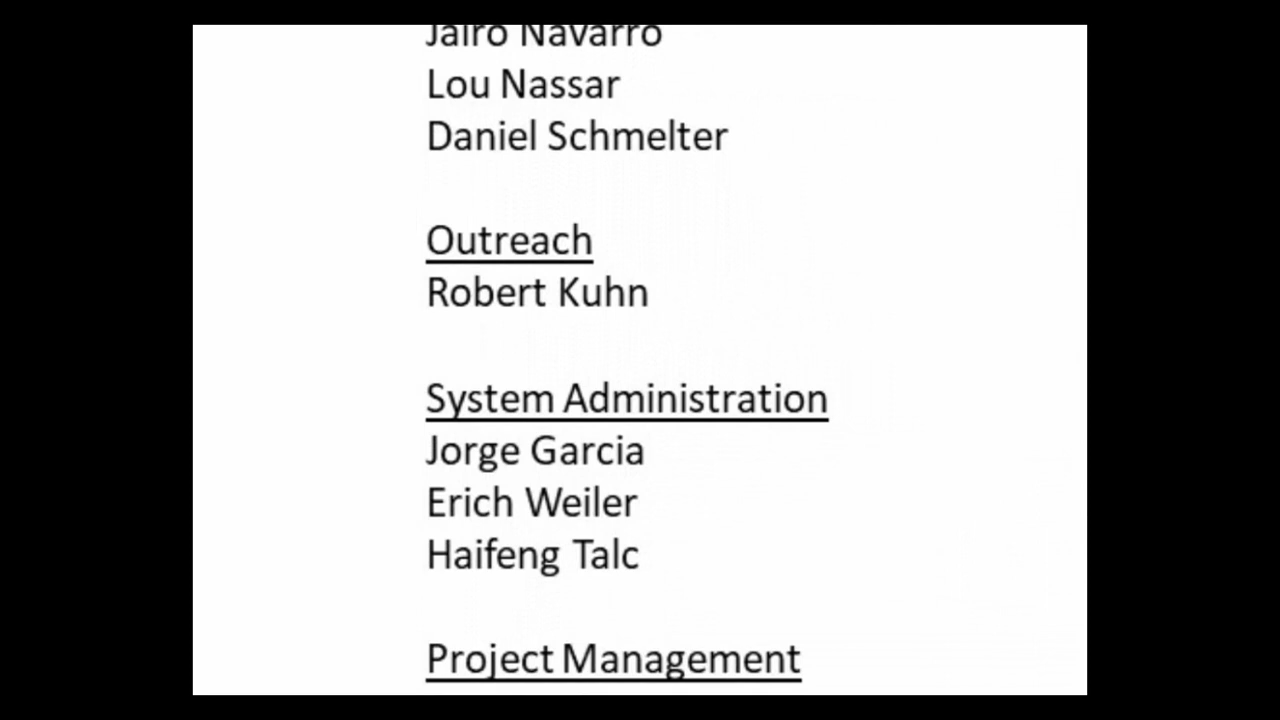 Jairo Navarro
Lou Nassar
Daniel Schmelter
Outreach
Robert Kuhn
System Administration
Jorge Garcia
Erich Weiler
Haifeng Talc
Project Management